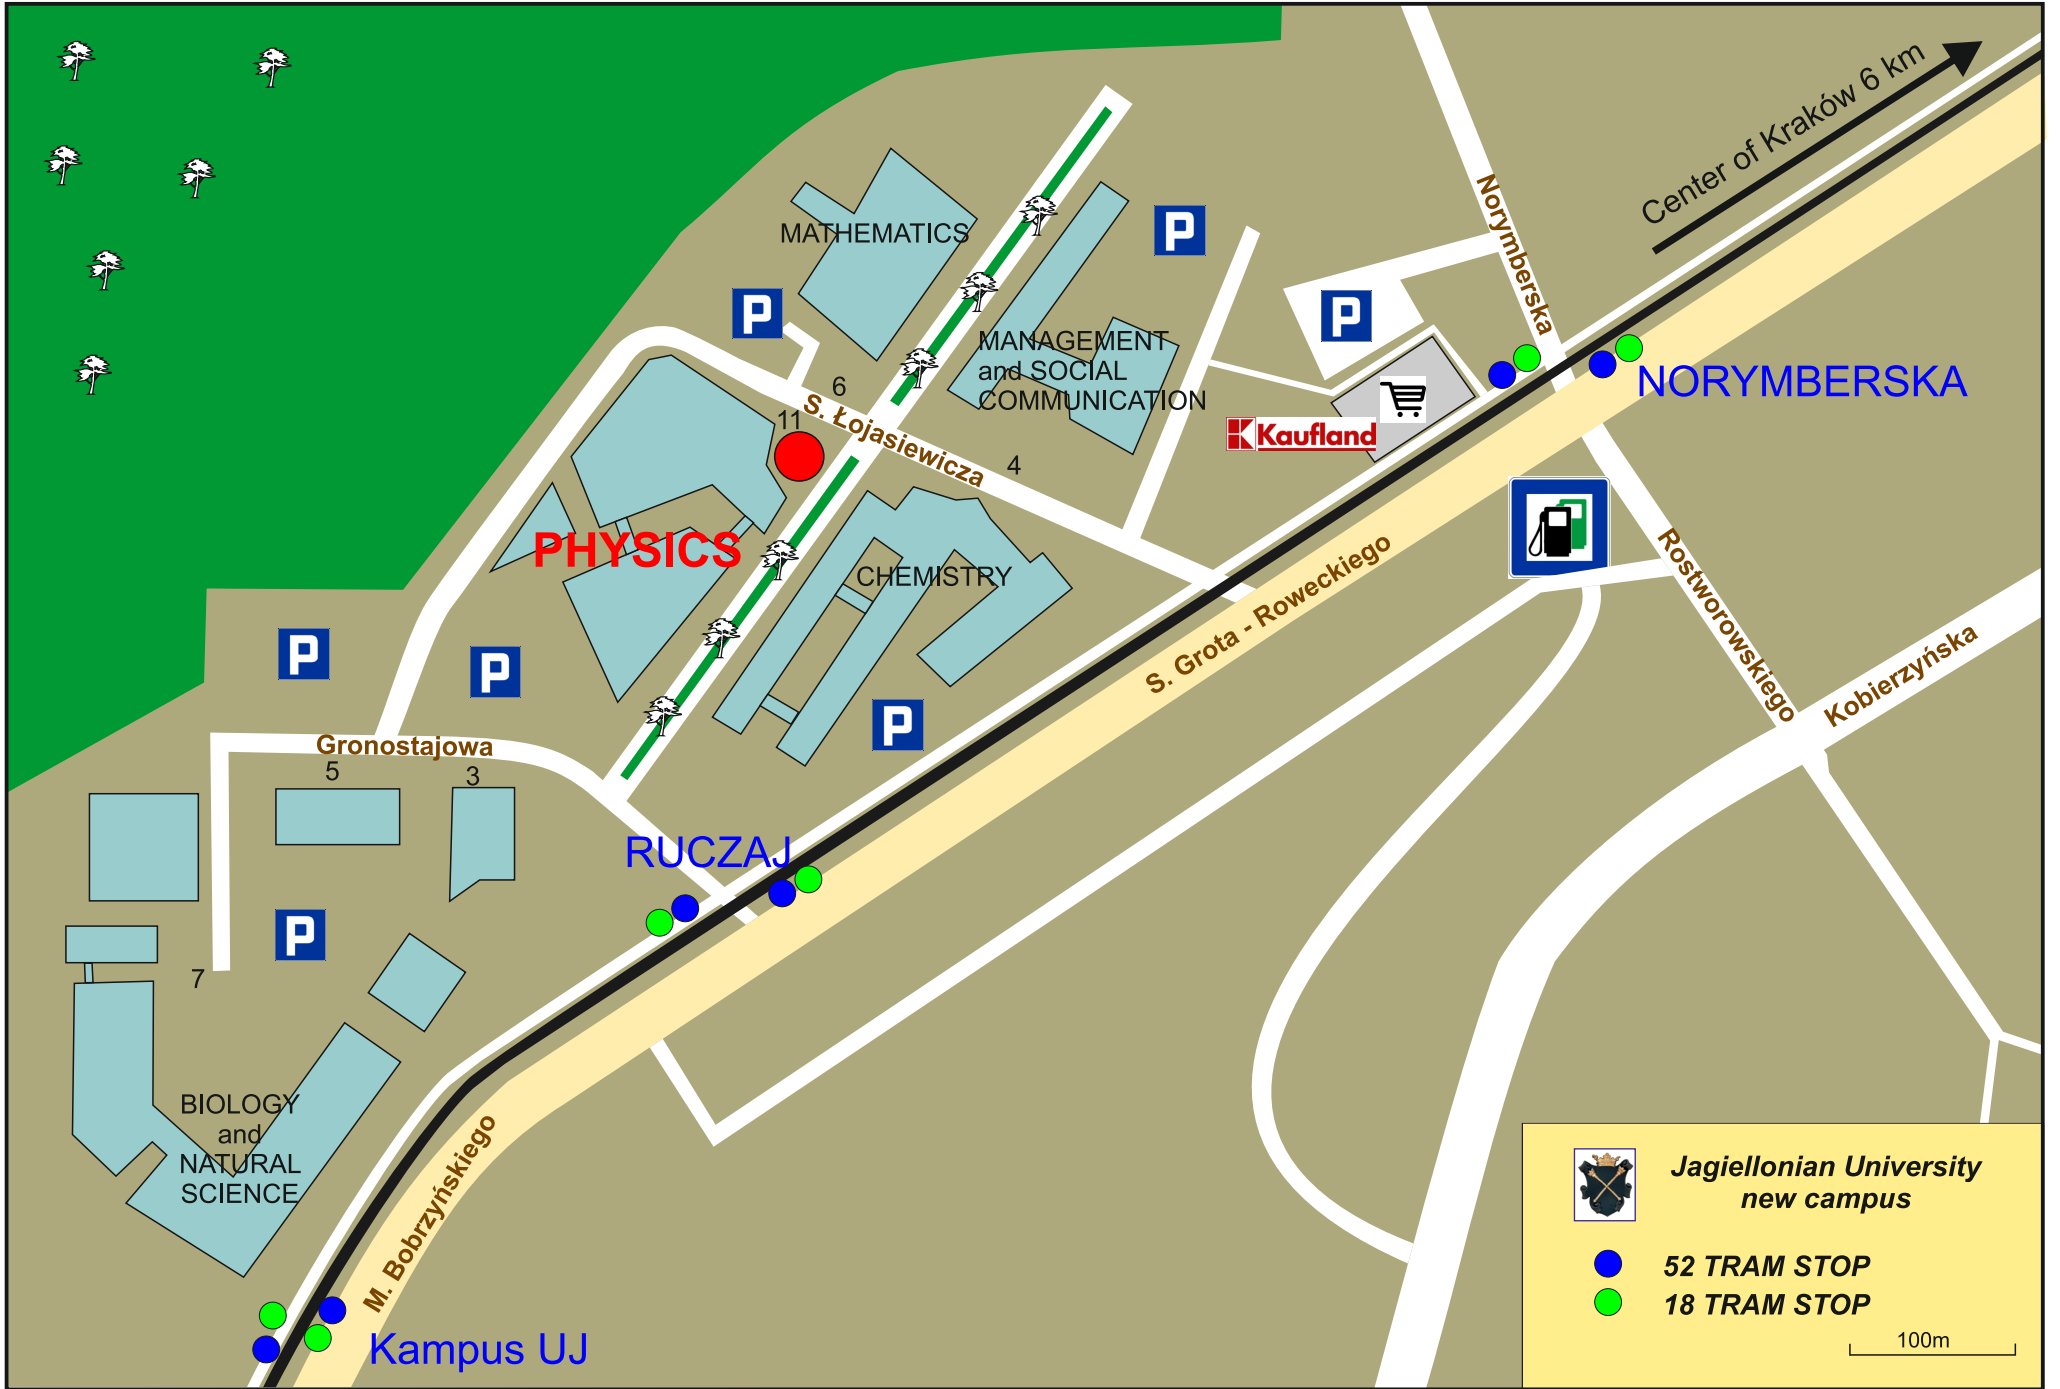 Center of Kraków 6 km
Norymberska
P
MATHEMATICS
P
P
P
MANAGEMENT
and SOCIAL
COMMUNICATION
NORYMBERSKA
6
S. Łojasiewicza
11
Kaufland
4
PHYSICS
CHEMISTRY
S. Grota - Roweckiego
Rostworowskiego
Kobierzyńska
P
P
P
Gronostajowa
5
3
RUCZAJ
P
7
BIOLOGY
and
NATURAL
SCIENCE
M. Bobrzyńskiego
Kampus UJ
Jagiellonian University
new campus
52 TRAM STOP
18 TRAM STOP
100m